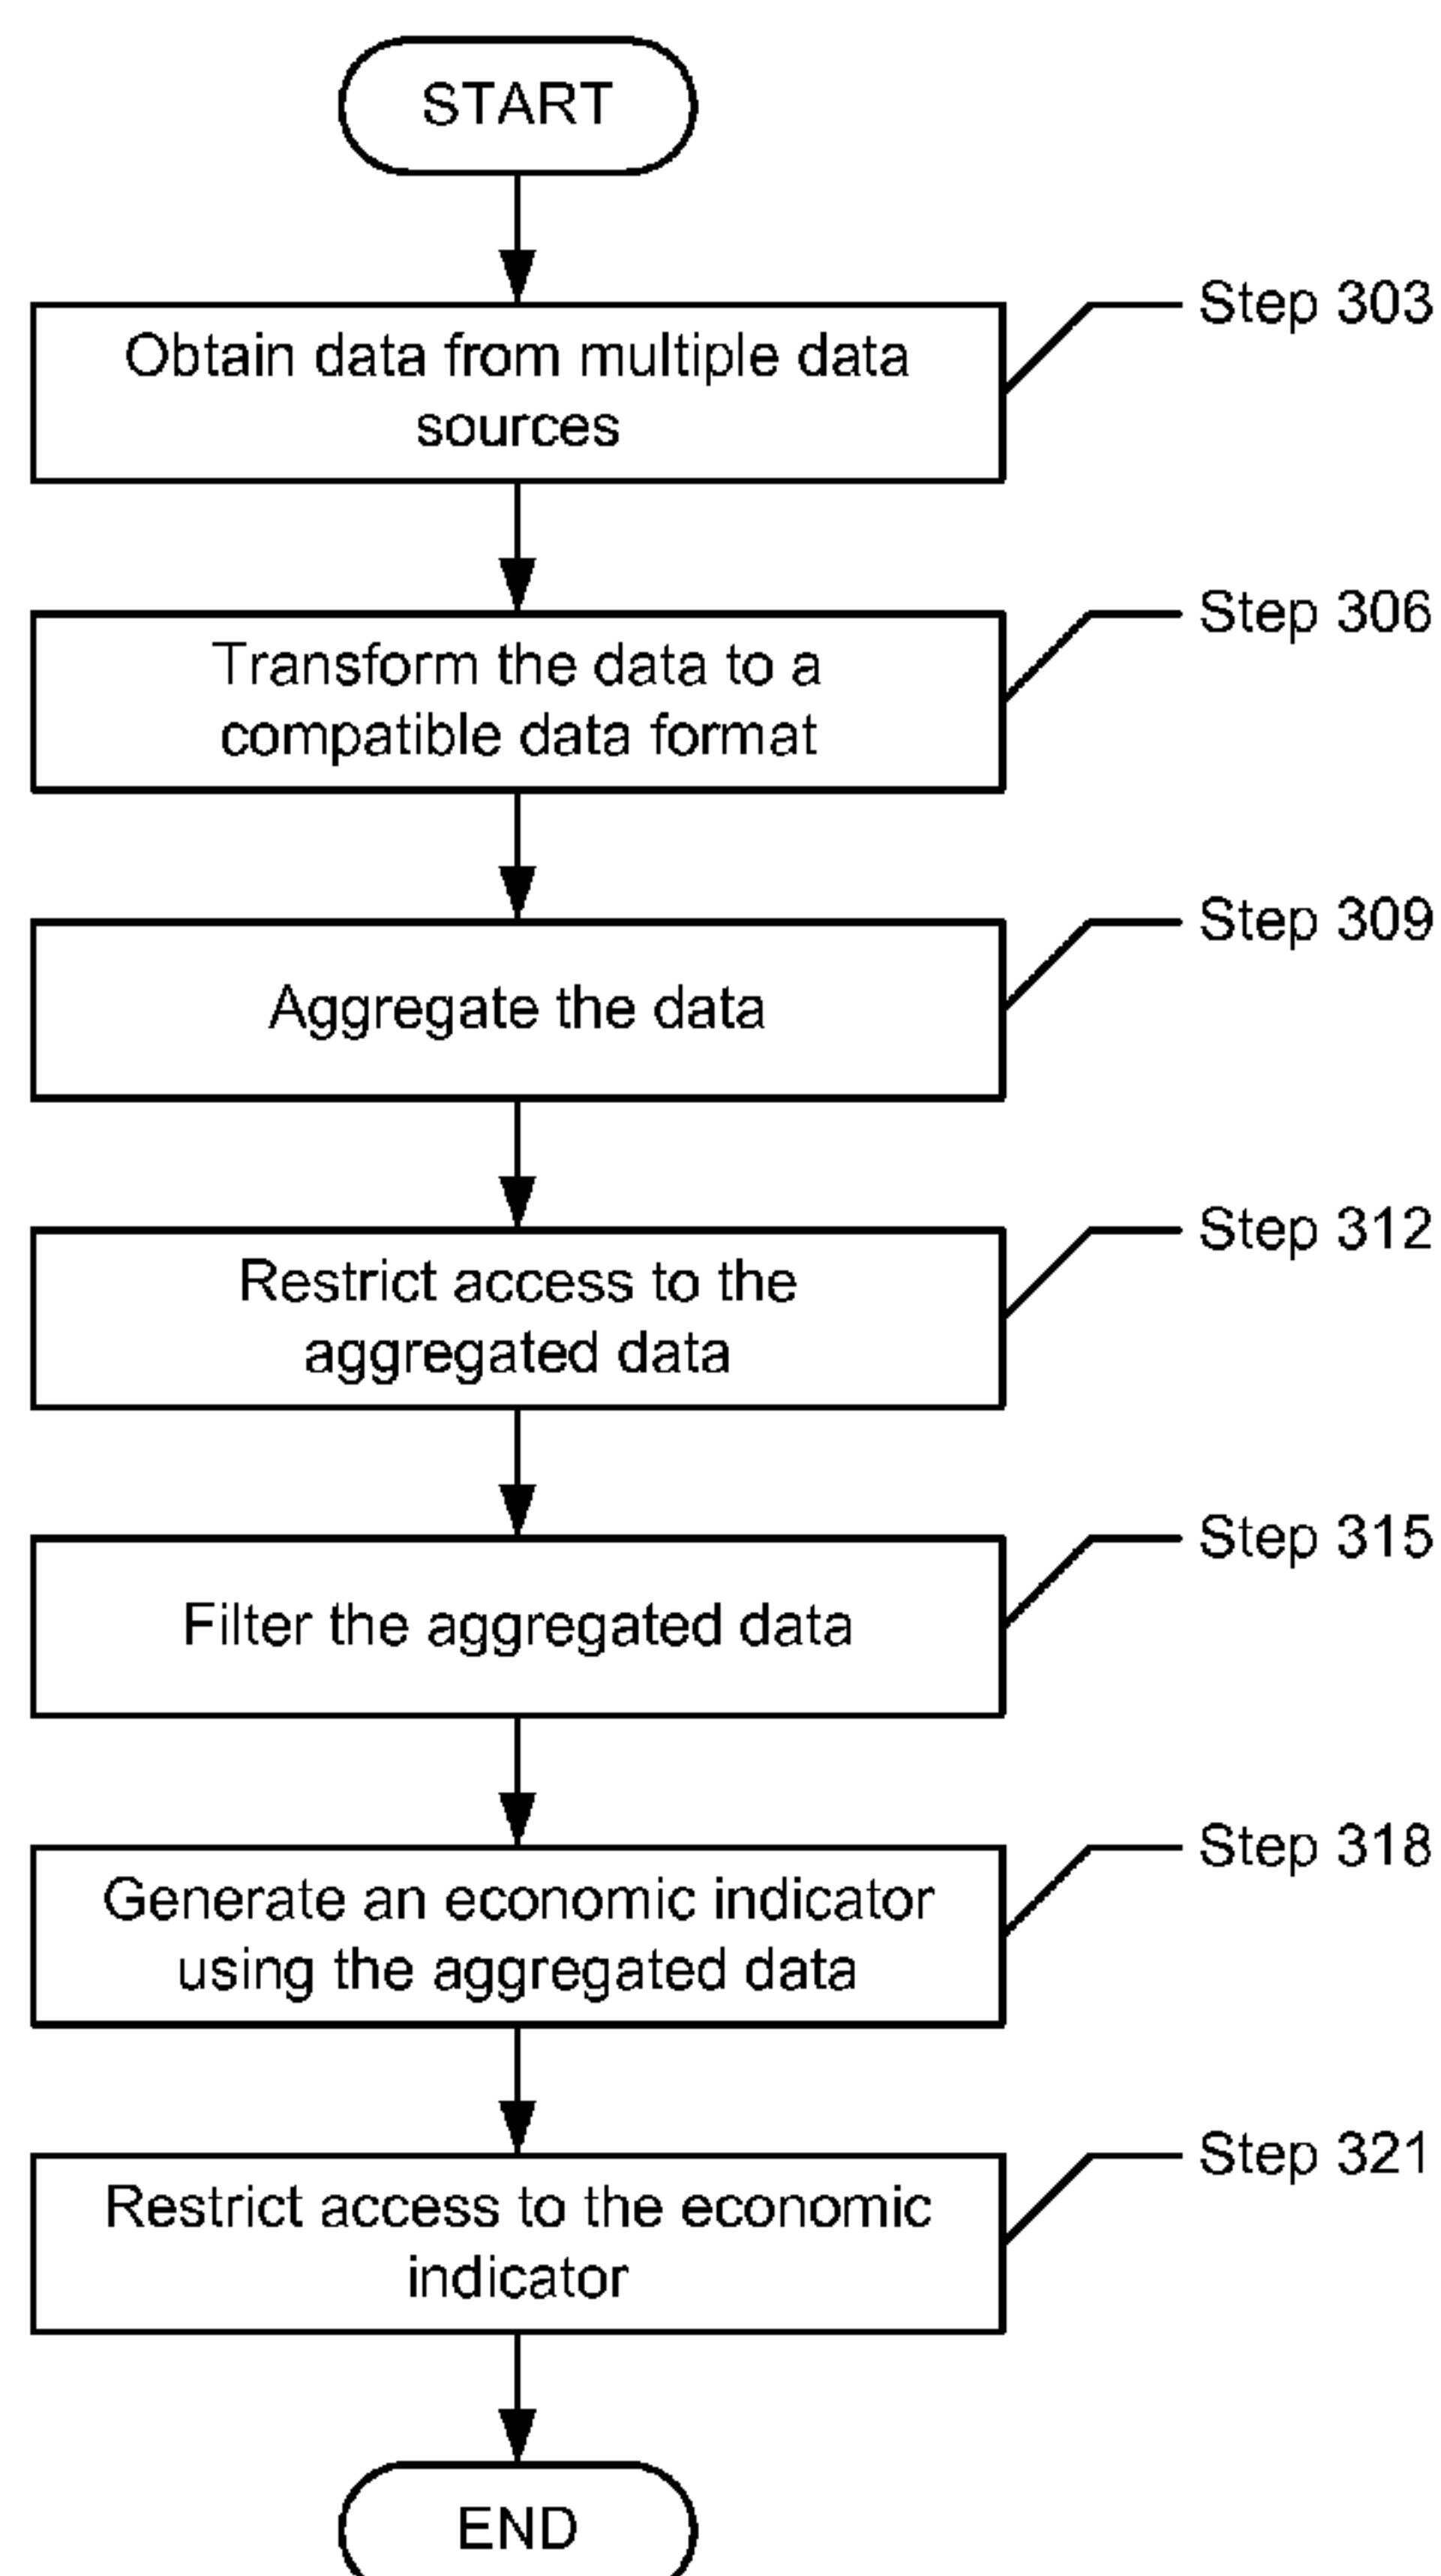 START
Step 303
Obtain data from multiple data
sources
Step 306
Transform the data to a
compatible data format
Step 309
Aggregate the data
Step 312
Restrict access to the
aggregated data
Step 315
Filter the aggregated data
Step 318
Generate an economic indicator
using the aggregated data
Step 321
Restrict access to the economic
indicator
END